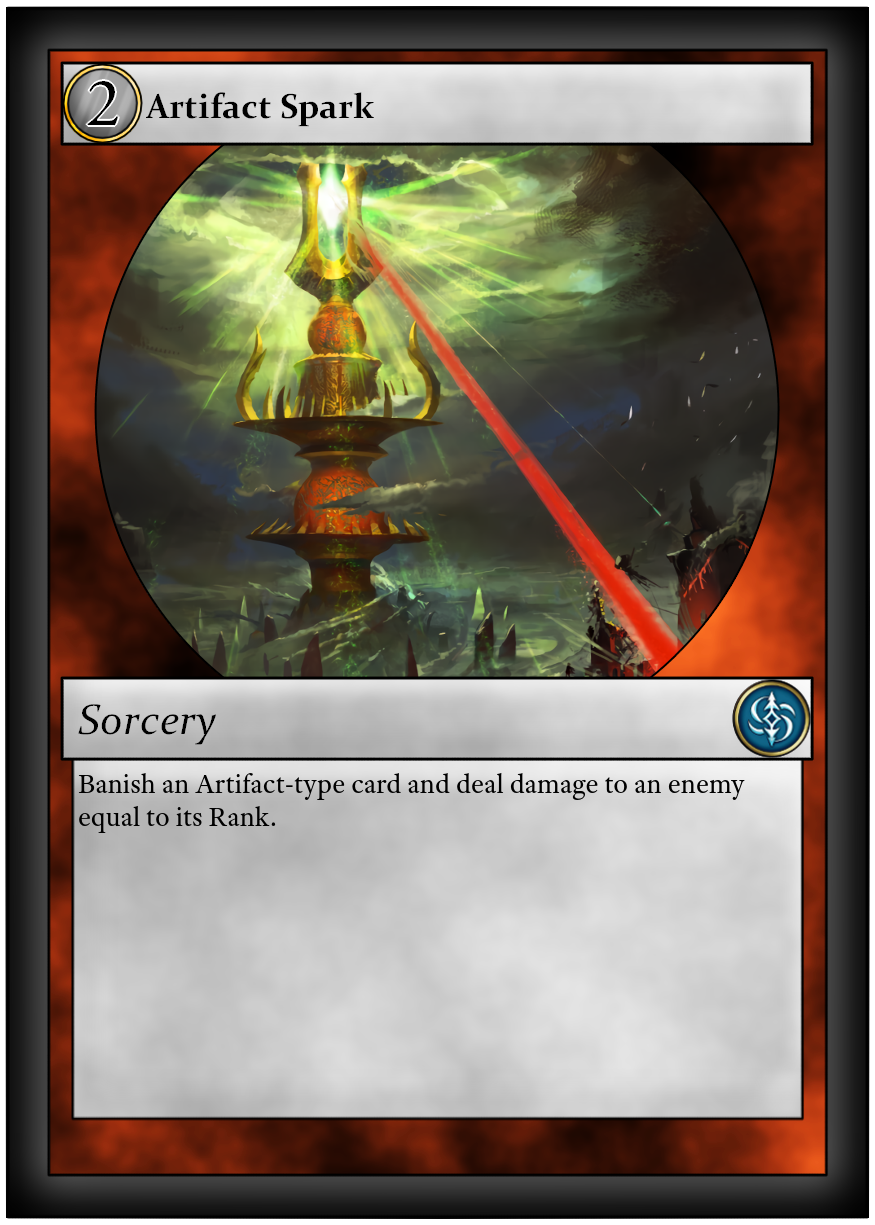 2 Artifact Spark
Sorcery
Banish an Artifact-type card and deal damage to an enemy
equal to its Rank.